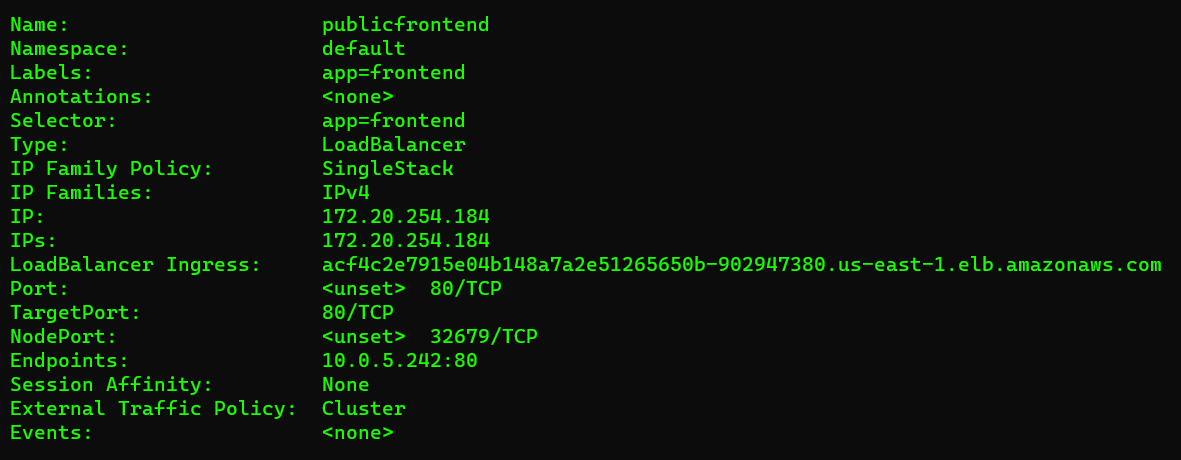 Name: publicfrontend
Namespace: default
Labels: app=frontend
Annotations: <none>
Selector: app=frontend
Type: LoadBalancer
IP Family Policy: SingleStack
IP Families: IPv4
IP: 172.20.254.184
IPs: 172.20.254.184
LoadBalancer Ingress: acf4c2e7915e04b148a7a2e51265650b-902947380.us-east-1.elb.amazonaws.com
Port: <unset> 80/TCP
TargetPort: 80/TCP
NodePort: <unset> 32679/TCP
Endpoints: 10.0.5.242:80
Session Affinity: None
External Traffic Policy: Cluster
Events: <none>